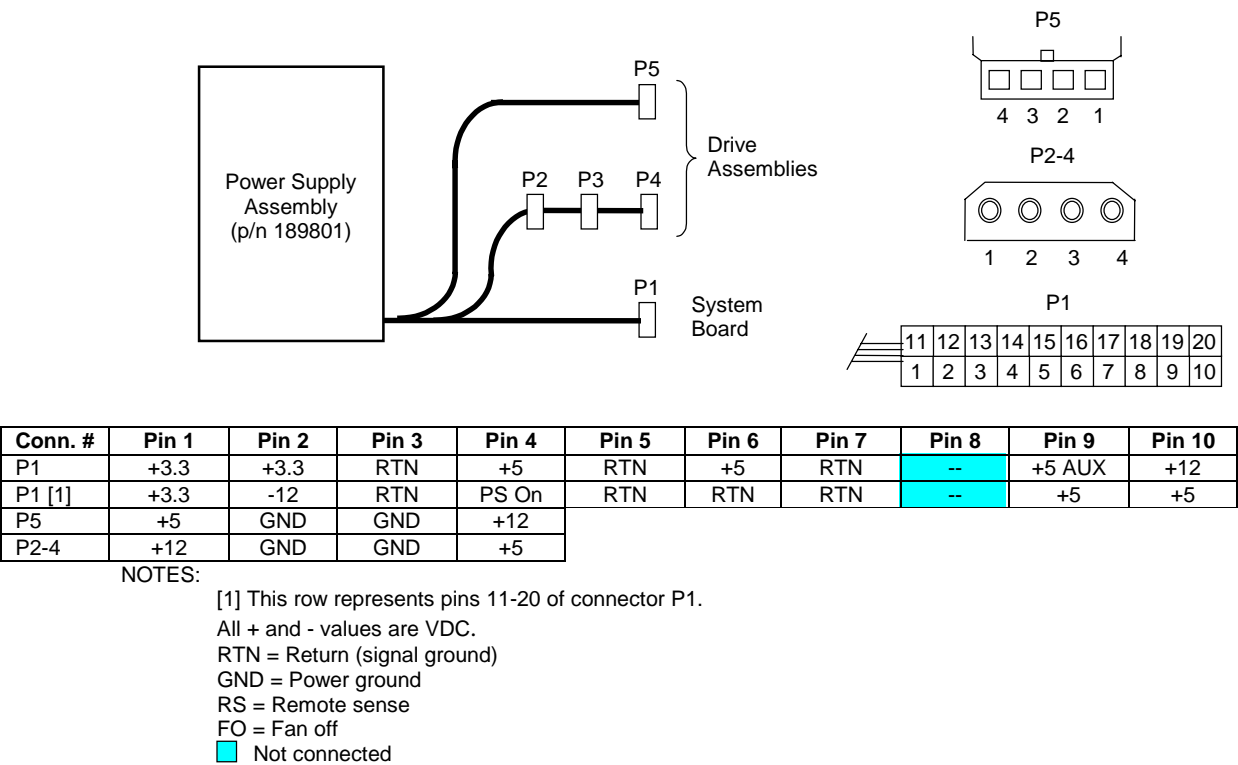 P5
4 3 2 1
P2-4
1 2 3 4
P1
11 12 13 14 15 16 17 18 19 20
1 2 3 4 5 6 7 8 9 10
Power Supply
Assembly
(p/n 189801)
P5
Drive
Assemblies
P2 P3 P4
P1
System
Board
Conn. # Pin 1 Pin 2 Pin 3 Pin 4 Pin 5 Pin 6 Pin 7 Pin 8 Pin 9 Pin 10
P1 +3.3 +3.3 RTN +5 RTN +5 RTN -- +5 AUX +12
P1 [1] +3.3 -12 RTN PS On RTN RTN RTN -- +5 +5
P5 +5 GND GND +12
P2-4 +12 GND GND +5
NOTES:
[1] This row represents pins 11-20 of connector P1.
All + and - values are VDC.
RTN = Return (signal ground)
GND = Power ground
RS = Remote sense
FO = Fan off
Not connected